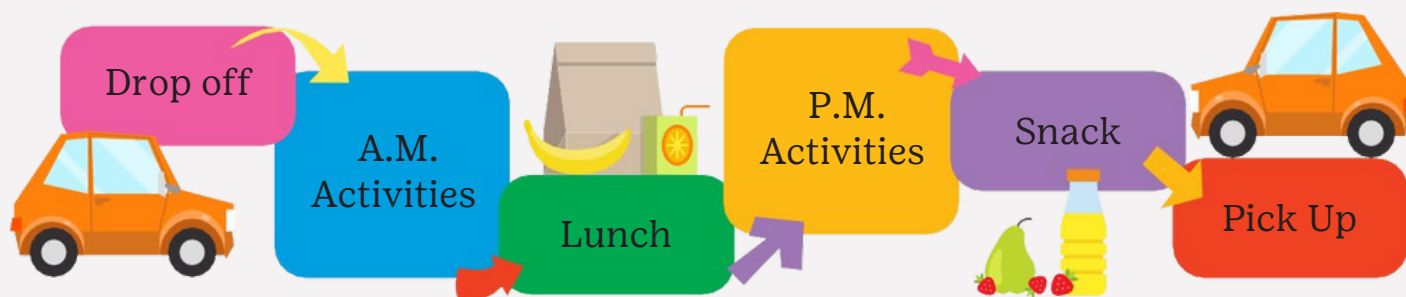 Drop off
A.M.
Activities
Lunch
P.M.
Activities
Snack
Pick Up